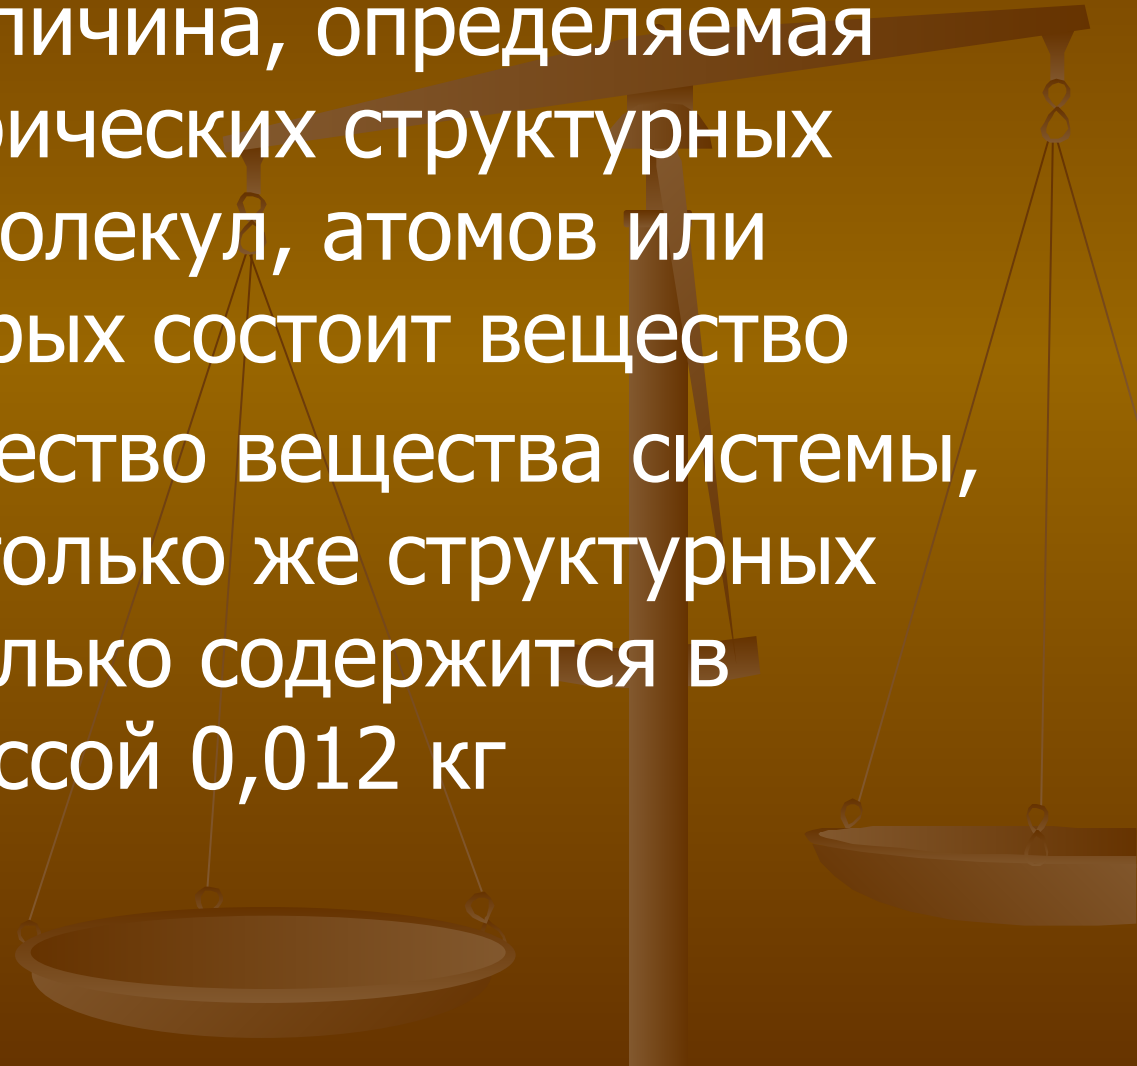 личина, определяемая
рических структурных
олекул, атомов или
рых состоит вещество
ество вещества системы,
олько же структурных
лько содержится в
ссой 0,012 кг